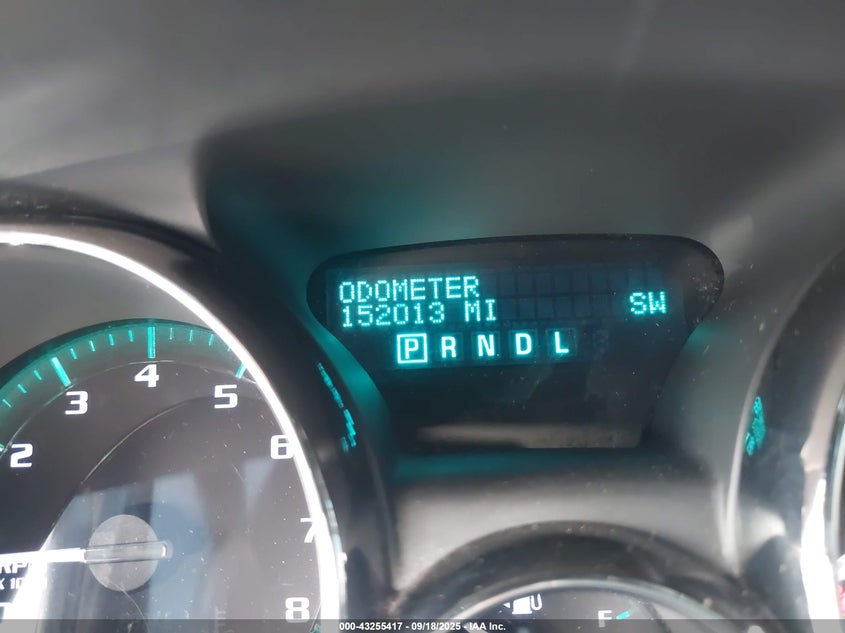 ODOMETER
152013 MI
SW
P R N D L
2
3
4
5
6
7
8
F
000-43255417 - 09/18/2025 - IAA Inc.